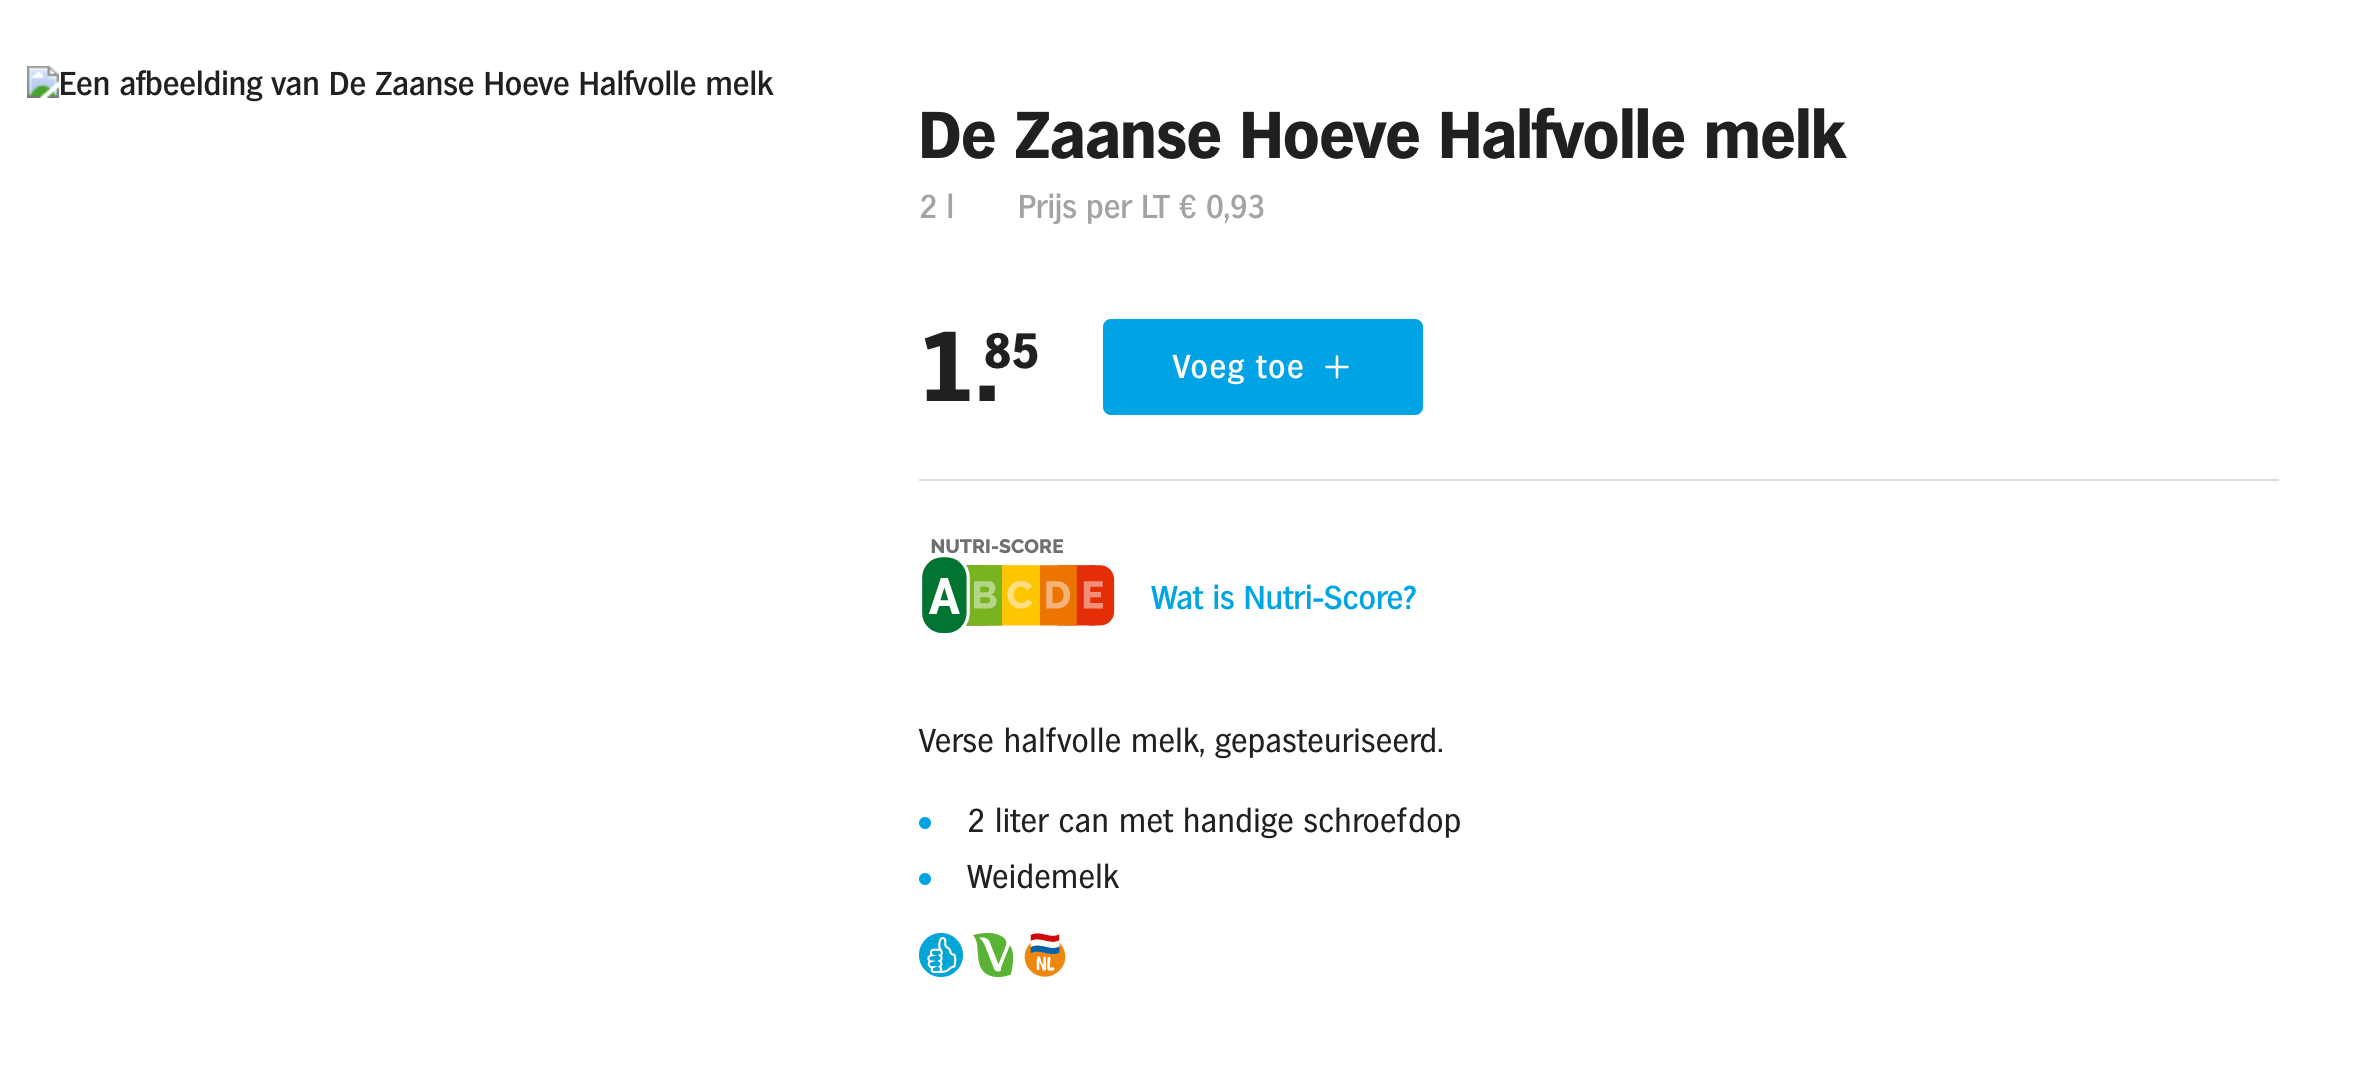 Een afbeelding van De Zaanse Hoeve Halfvolle melk
De Zaanse Hoeve Halfvolle melk
2 l Prijs per LT € 0,93
1.85
Voeg toe +
NUTRI-SCORE
A B C D E
Wat is Nutri-Score?
Verse halfvolle melk, gepasteuriseerd.
• 2 liter can met handige schroefdop
• Weidemelk
V
NL